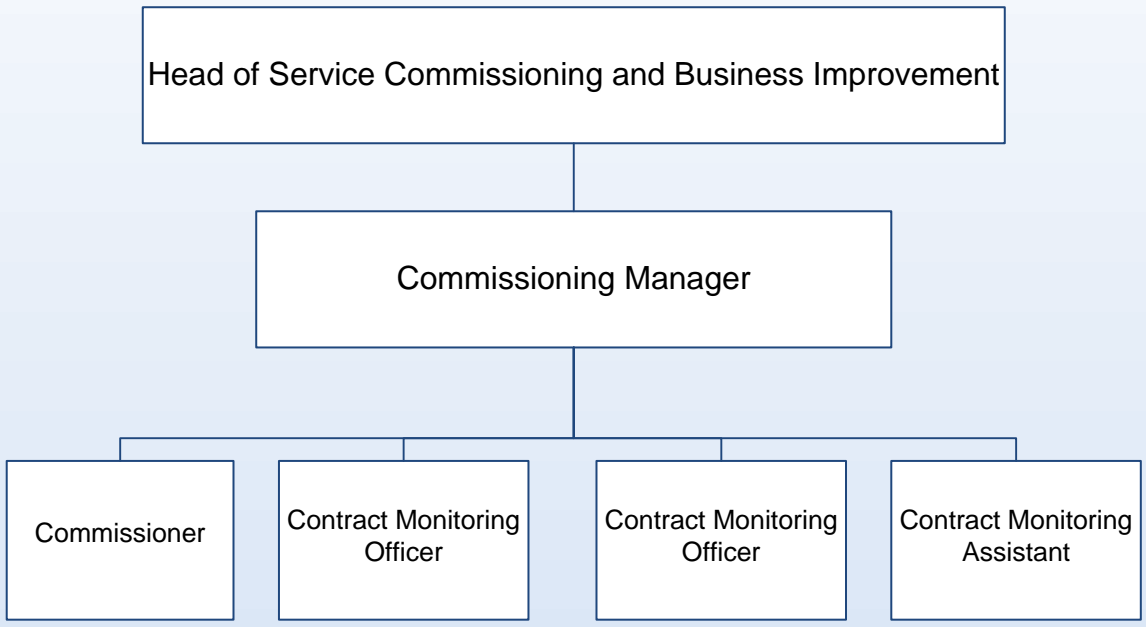 Head of Service Commissioning and Business Improvement
Commissioning Manager
Commissioner
Contract Monitoring
Officer
Contract Monitoring
Officer
Contract Monitoring
Assistant